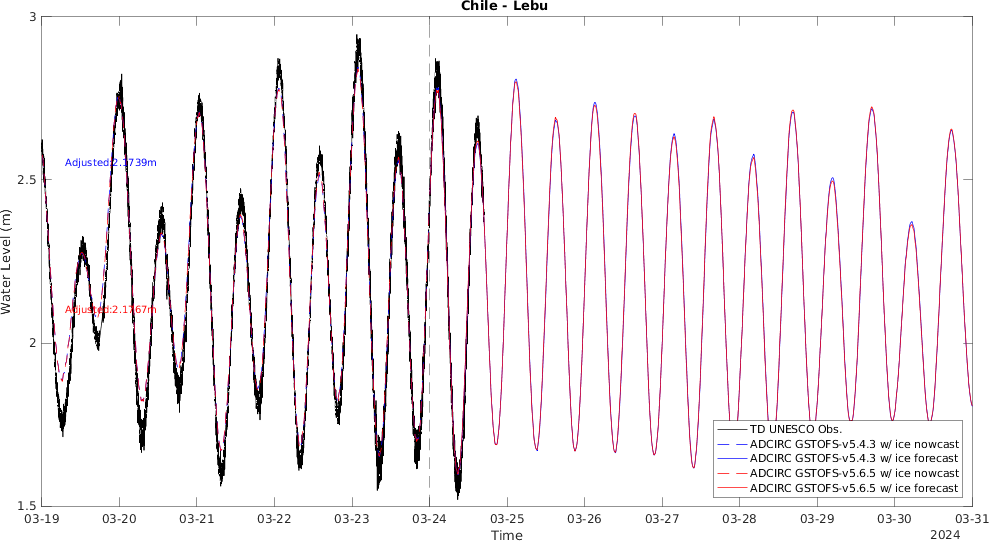 Chile - Lebu
3
2.5
2
1.5
Water Level (m)
Adjusted:2.1739m
Adjusted:2.1767m
TD UNESCO Obs.
ADCIRC GSTOFS-v5.4.3 w/ ice nowcast
ADCIRC GSTOFS-v5.4.3 w/ ice forecast
ADCIRC GSTOFS-v5.6.5 w/ ice nowcast
ADCIRC GSTOFS-v5.6.5 w/ ice forecast
03-19 03-20 03-21 03-22 03-23 03-24 03-25 03-26 03-27 03-28 03-29 03-30 03-31
Time
2024